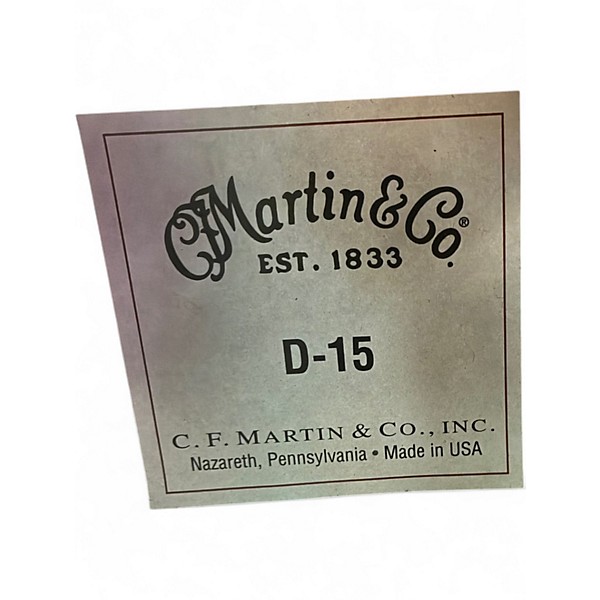 CFMartin & Co.®
EST. 1833
D-15
C. F. MARTIN & CO., INC.
Nazareth, Pennsylvania • Made in USA